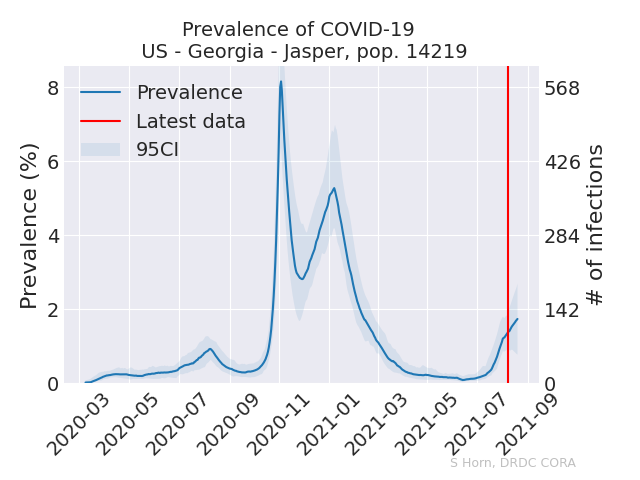 Prevalence of COVID-19
US - Georgia - Jasper, pop. 14219
Prevalence
Latest data
95CI
Prevalence (%)
8
6
4
2
0
# of infections
568
426
284
142
0
2020-03
2020-05
2020-07
2020-09
2020-11
2021-01
2021-03
2021-05
2021-07
2021-09
S Horn, DRDC CORA